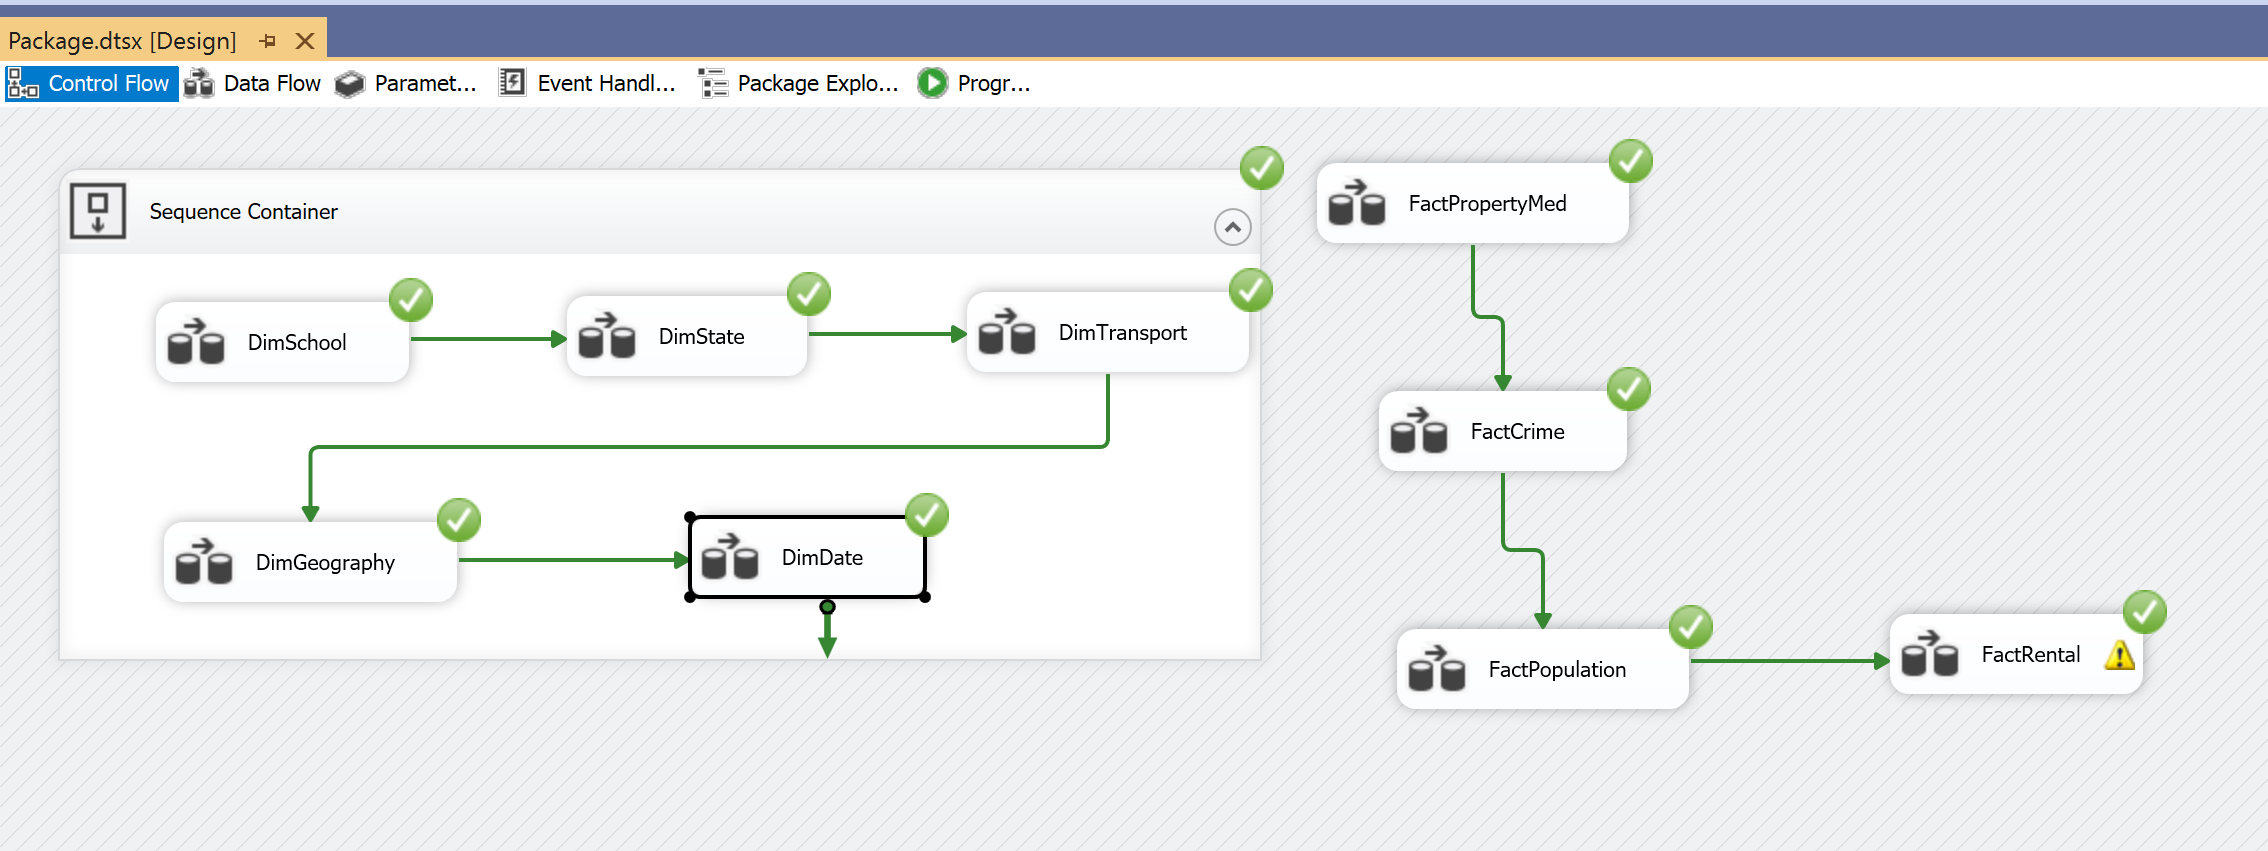 Package.dtsx [Design]
Control Flow
Data Flow
Paramet...
Event Handl...
Package Explo...
Progr...
Sequence Container
DimSchool
DimState
DimTransport
DimGeography
DimDate
FactPropertyMed
FactCrime
FactPopulation
FactRental